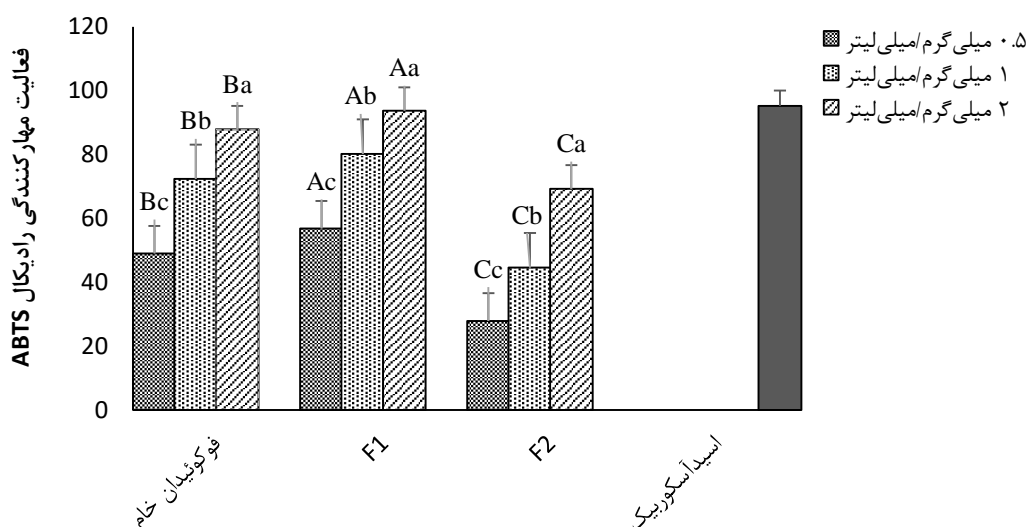 فعالیت مهارکنندگی رادیکال ABTS
120
100
80
60
40
20
0
Bc
Bb
Ba
Ac
Ab
Aa
Cc
Cb
Ca
فوکوئیدان خام
F1
F2
اسیدآسکوربیک
۰.۵ میلی‌گرم/میلی‌لیتر
۱ میلی‌گرم/میلی‌لیتر
۲ میلی‌گرم/میلی‌لیتر